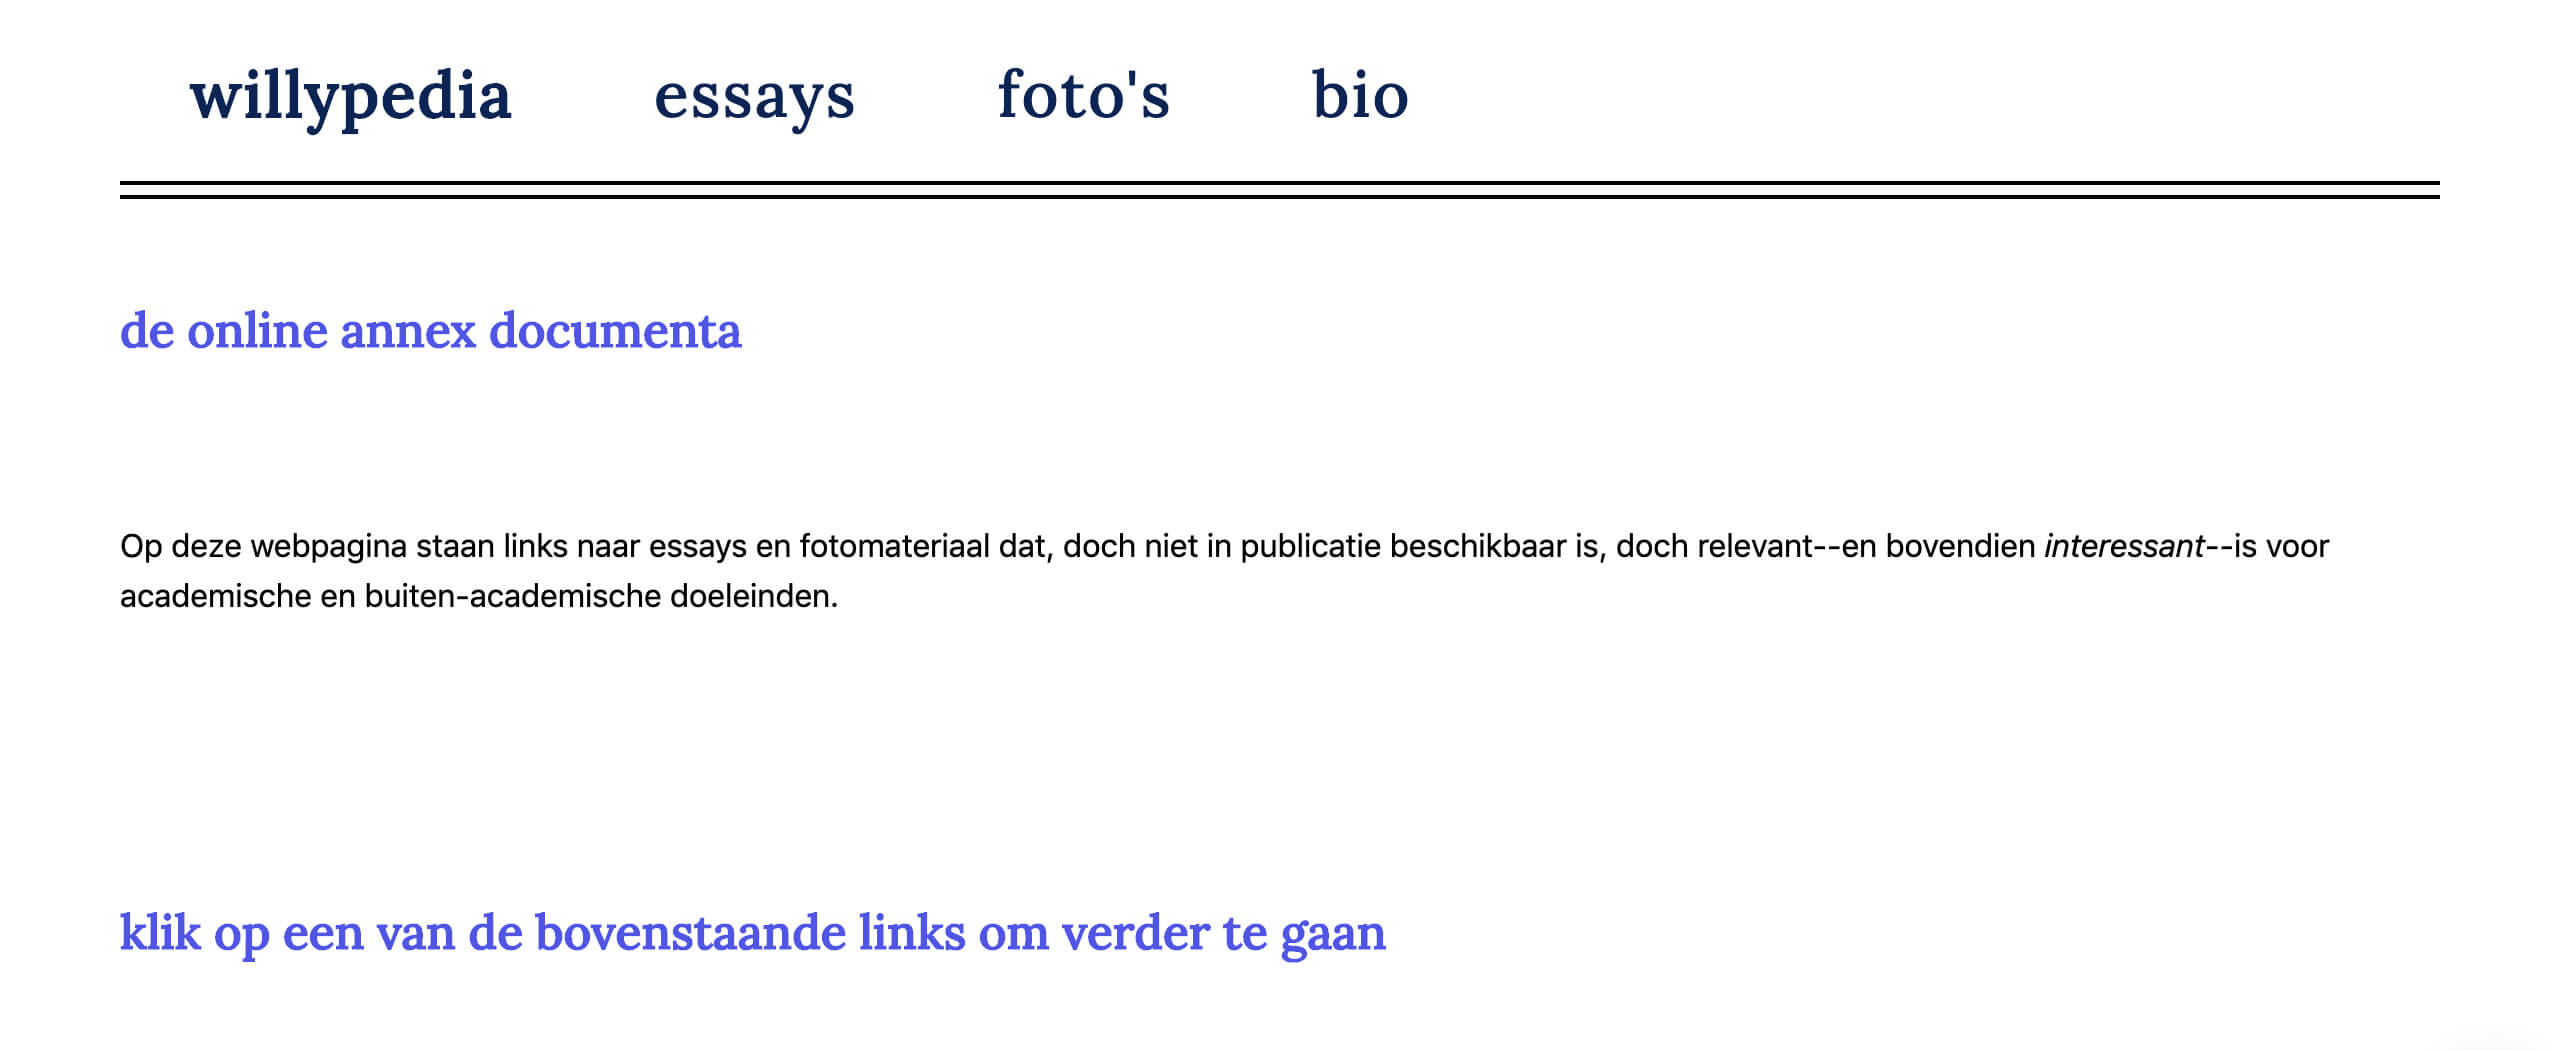 willypedia essays foto's bio
de online annex documenta
Op deze webpagina staan links naar essays en fotomateriaal dat, doch niet in publicatie beschikbaar is, doch relevant--en bovendien interessant--is voor
academische en buiten-academische doeleinden.
klik op een van de bovenstaande links om verder te gaan